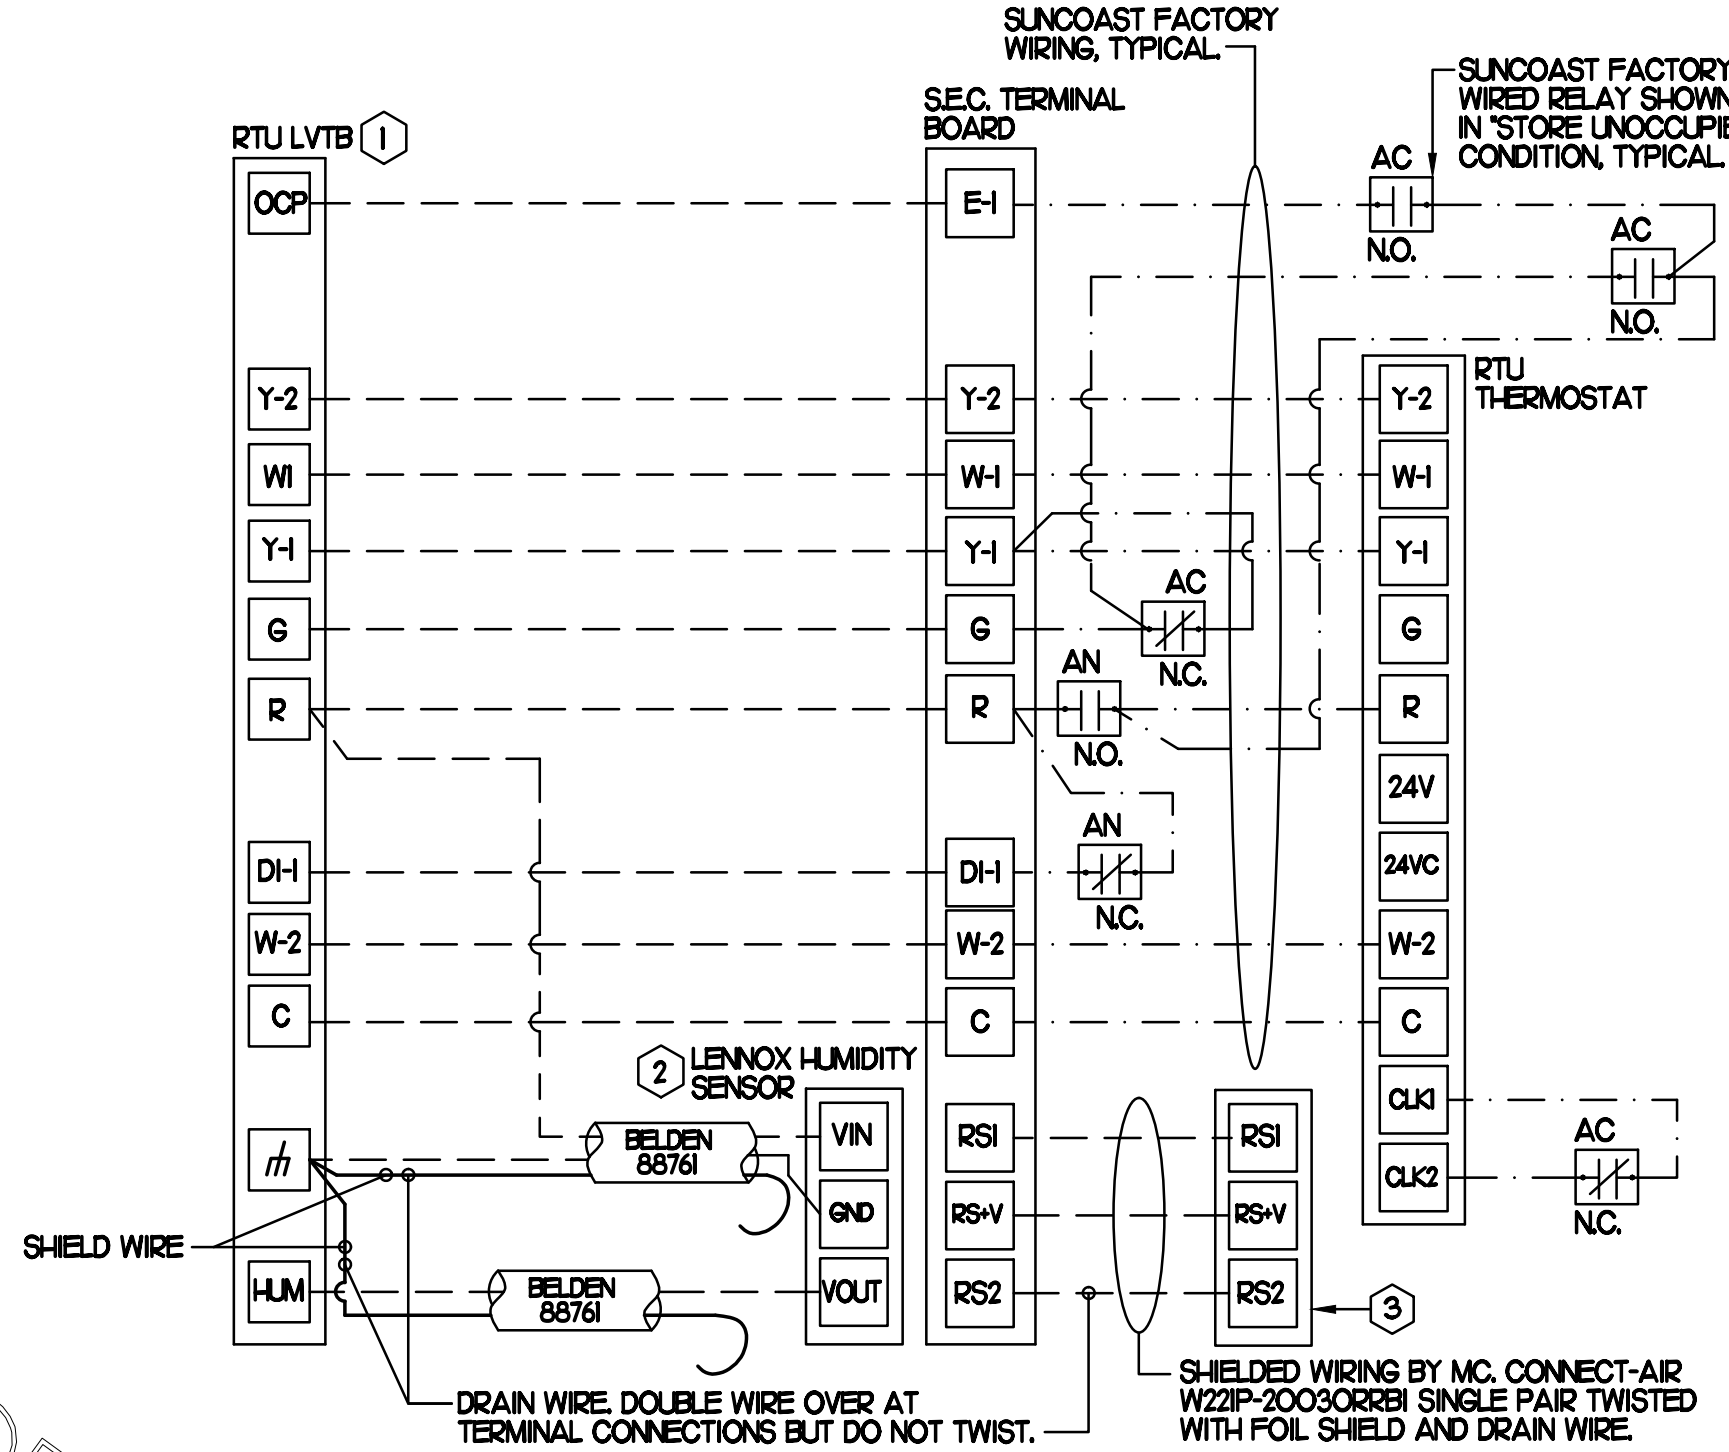 SUNCOAST FACTORY
WIRING, TYPICAL.
SUNCOAST FACTORY
WIRED RELAY SHOWN
IN "STORE UNOCCUPIE
CONDITION, TYPICAL.
S.E.C. TERMINAL
BOARD
RTU LVTB 1
AC
N.O.
AC
N.O.
RTU
THERMOSTAT
OCP
E-1
Y-2
Y-2
Y-2
W1
W-1
W-1
Y-1
Y-1
Y-1
AC
G
G
G
N.C.
AN
R
R
R
N.O.
24V
AN
DI-1
DI-1
24VC
N.C.
W-2
W-2
W-2
C
C
C
2 LENNOX HUMIDITY
SENSOR
CLK1
AC
CLK2
N.C.
BELDEN
88761
VIN
RS1
RS1
GND
RS+V
RS+V
SHIELD WIRE
HUM
BELDEN
88761
VOUT
RS2
RS2
3
DRAIN WIRE. DOUBLE WIRE OVER AT
TERMINAL CONNECTIONS BUT DO NOT TWIST.
SHIELDED WIRING BY MC. CONNECT-AIR
W221P-2003ORRB1 SINGLE PAIR TWISTED
WITH FOIL SHIELD AND DRAIN WIRE.